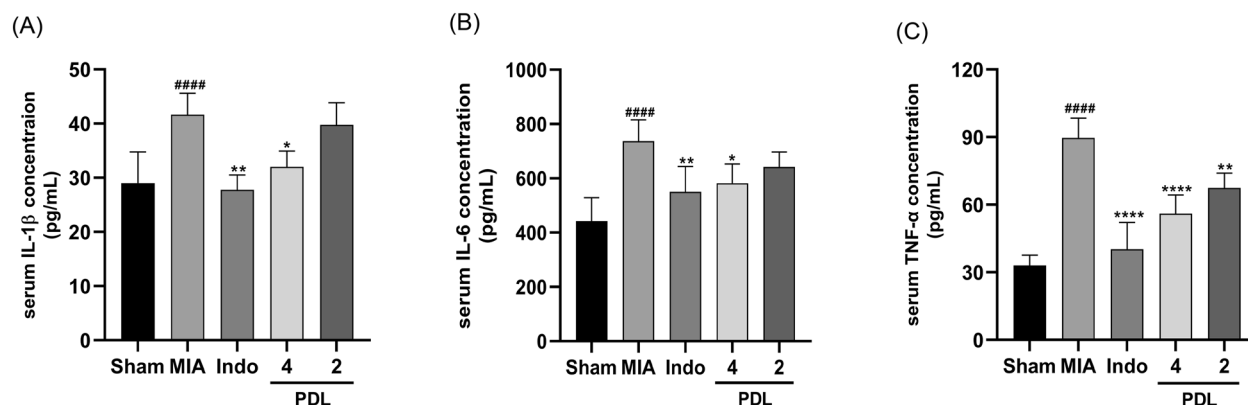 (A)
serum IL-1β concentraion
(pg/mL)
50
40
30
20
10
0
####
**
*
Sham MIA Indo 4 2
PDL
(B)
serum IL-6 concentration
(pg/mL)
1000
800
600
400
200
0
####
**
*
Sham MIA Indo 4 2
PDL
(C)
serum TNF-α concentration
(pg/mL)
120
90
60
30
0
####
****
****
**
Sham MIA Indo 4 2
PDL